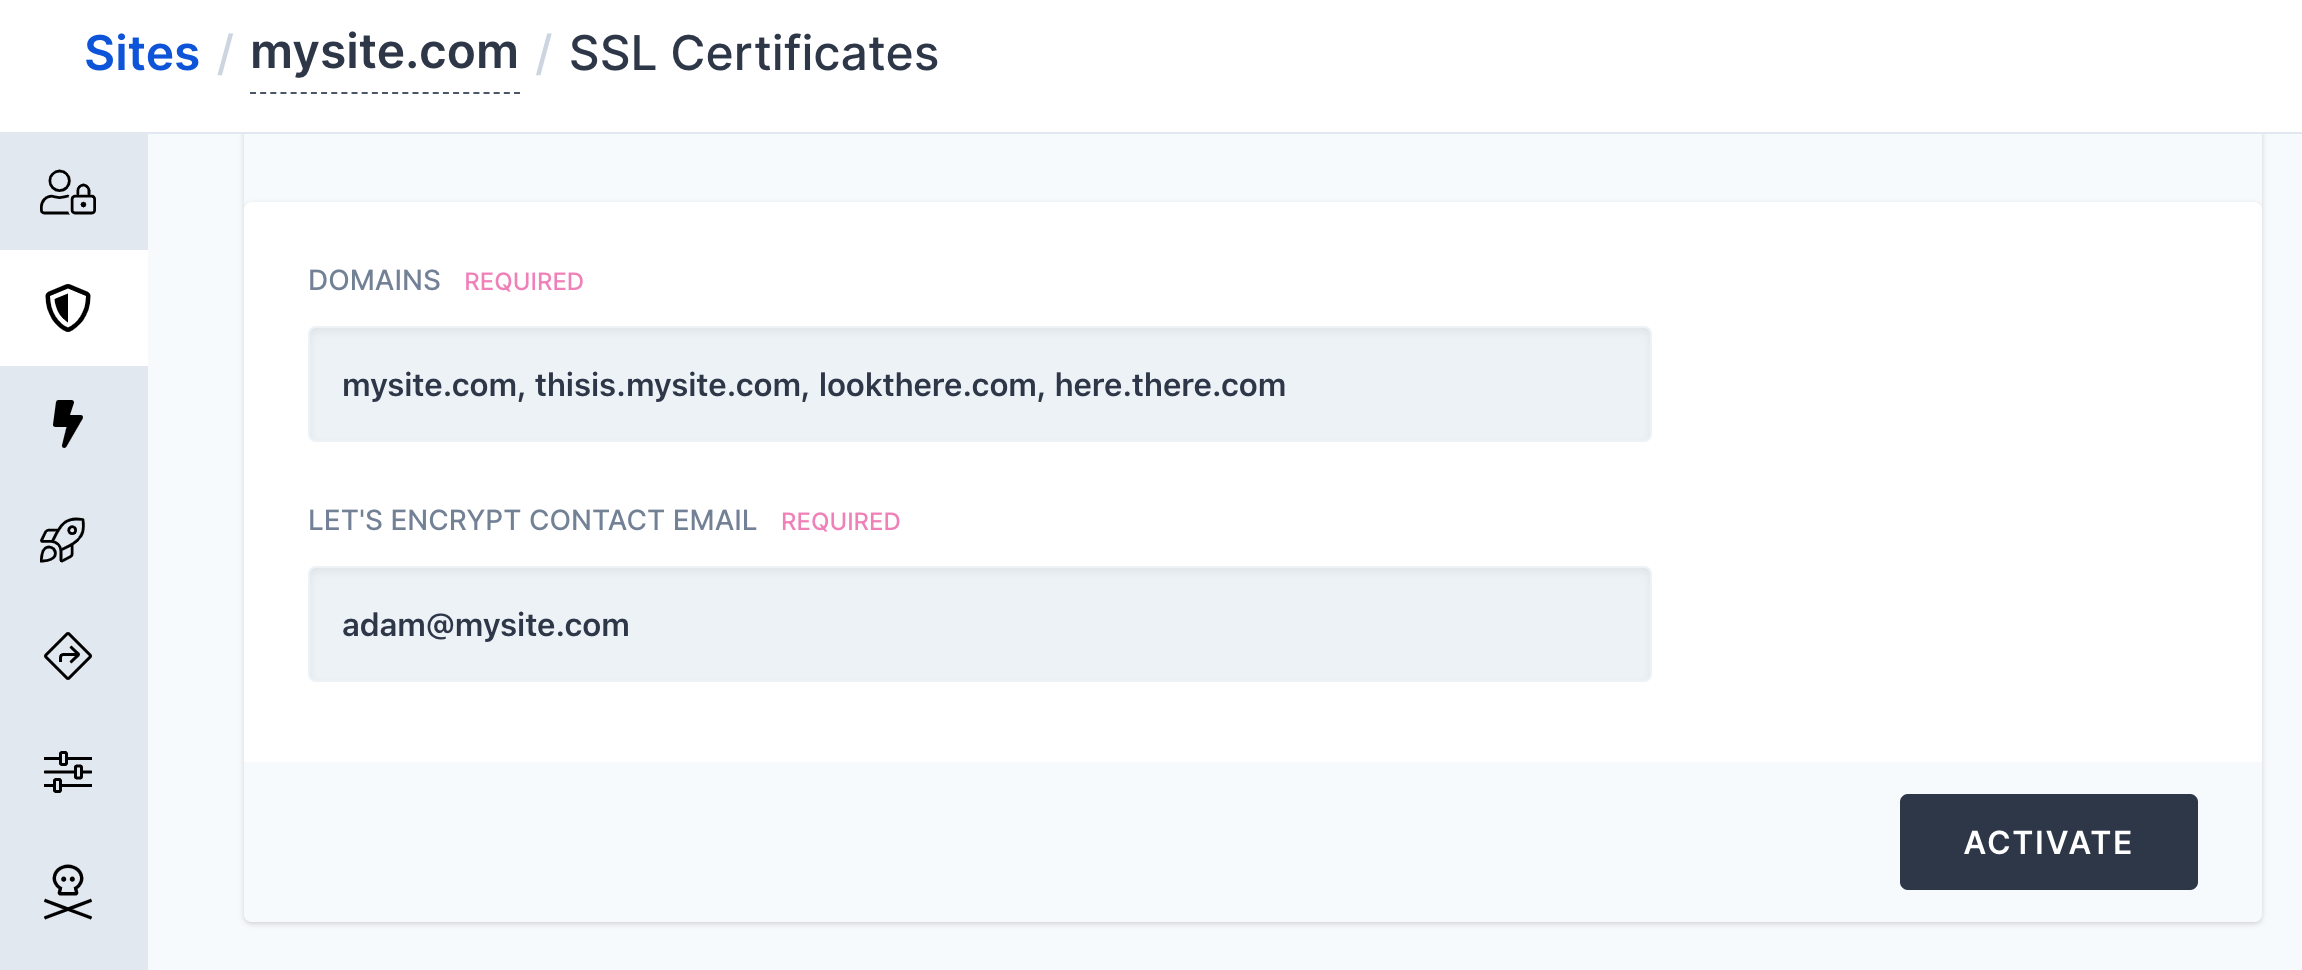 Sites / mysite.com / SSL Certificates
DOMAINS REQUIRED
mysite.com, thisis.mysite.com, lookthere.com, here.there.com
LET'S ENCRYPT CONTACT EMAIL REQUIRED
adam@mysite.com
ACTIVATE